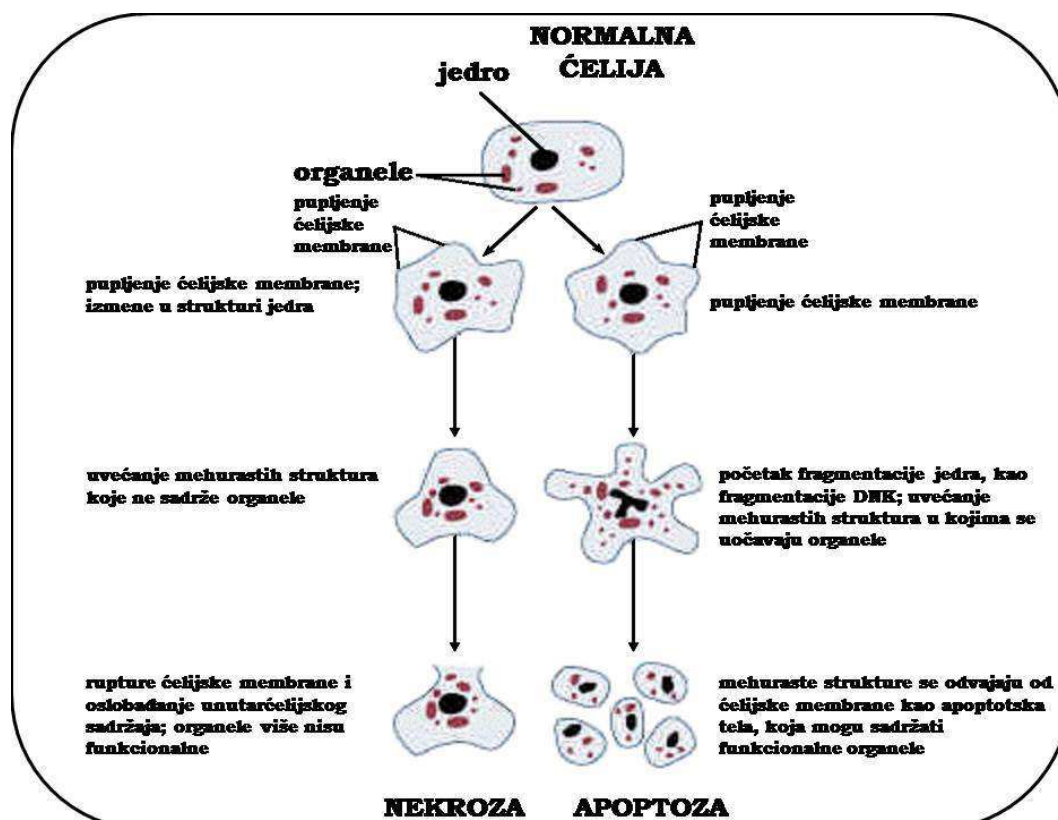 NORMALNA
ĆELIJA
jedro
organele
pupljenje
ćelijske
membrane
pupljenje
ćelijske
membrane
pupljenje ćelijske membrane;
izmene u strukturi jedra
pupljenje ćelijske membrane
uvećanje mehurastih struktura
koje ne sadrže organele
početak fragmentacije jedra, kao
fragmentacije DNK; uvećanje
mehurastih struktura u kojima se
uočavaju organele
rupture ćelijske membrane i
oslobađanje unutarćelijskog
sadržaja; organele više nisu
funkcionalne
mehuraste strukture se odvajaju od
ćelijske membrane kao apoptotska
tela, koja mogu sadržati
funkcionalne organele
NEKROZA
APOPTOZA